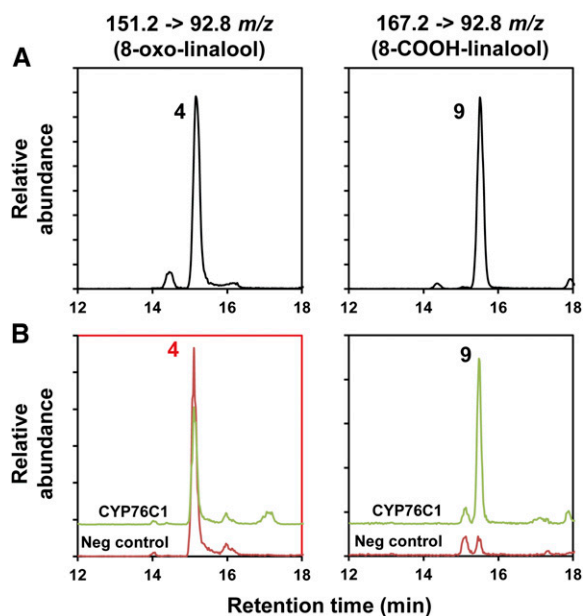 151.2 -> 92.8 m/z
(8-oxo-linalool)
167.2 -> 92.8 m/z
(8-COOH-linalool)
A
Relative
abundance
4
12 14 16 18
9
12 14 16 18
B
Relative
abundance
4
CYP76C1
Neg control
12 14 16 18
9
CYP76C1
Neg control
12 14 16 18
Retention time (min)